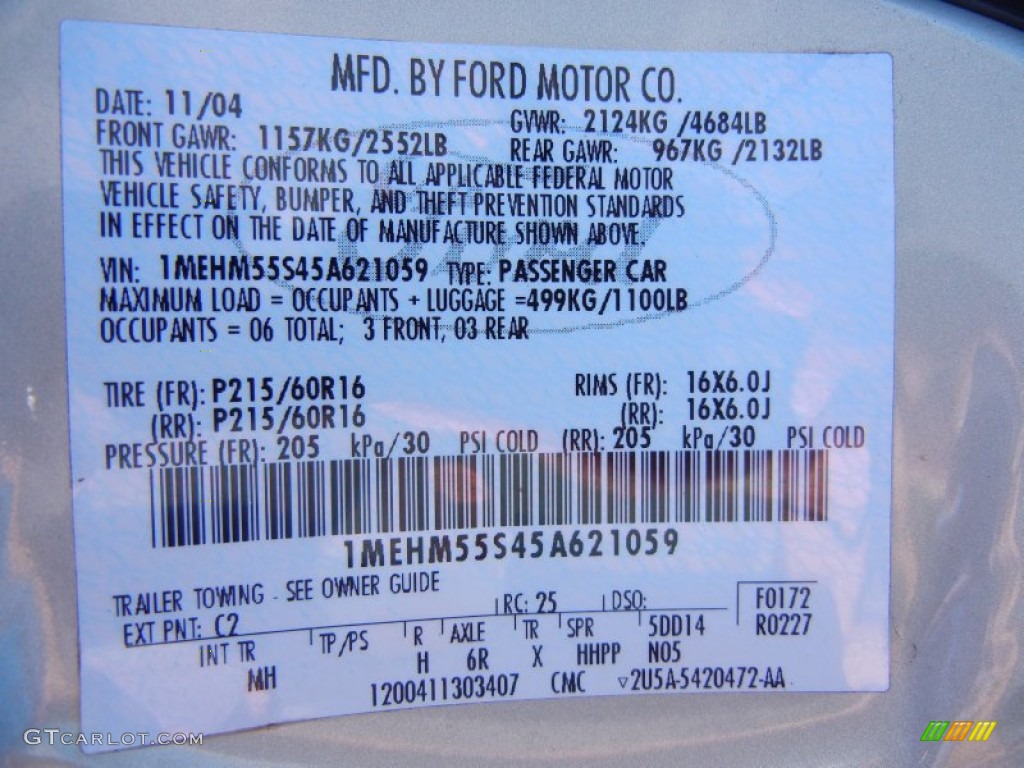 MFD. BY FORD MOTOR CO.
DATE: 11/04 GVWR: 2124KG /4684LB
FRONT GAWR: 1157KG/2552LB REAR GAWR: 967KG /2132LB
THIS VEHICLE CONFORMS TO ALL APPLICABLE FEDERAL MOTOR
VEHICLE SAFETY, BUMPER, AND THEFT PREVENTION STANDARDS
IN EFFECT ON THE DATE OF MANUFACTURE SHOWN ABOVE.
VIN: 1MEHM55S45A621059 TYPE: PASSENGER CAR
MAXIMUM LOAD = OCCUPANTS + LUGGAGE =499KG/1100LB
OCCUPANTS = 06 TOTAL; 3 FRONT, 03 REAR
TIRE (FR): P215/60R16 RIMS (FR): 16X6.0J
(RR): P215/60R16 (RR): 16X6.0J
PRESSURE (FR): 205 kPa/30 PSI COLD (RR): 205 kPa/30 PSI COLD
1MEHM55S45A621059
TRAILER TOWING - SEE OWNER GUIDE
RC: 25 DSO: F0172
EXT PNT: C2 R0227
INT TR TP/PS R AXLE TR SPR 5DD14
MH H 6R X HHPP N05
1200411303407 CMC ▽2U5A-5420472-AA
GTCARLOT.COM